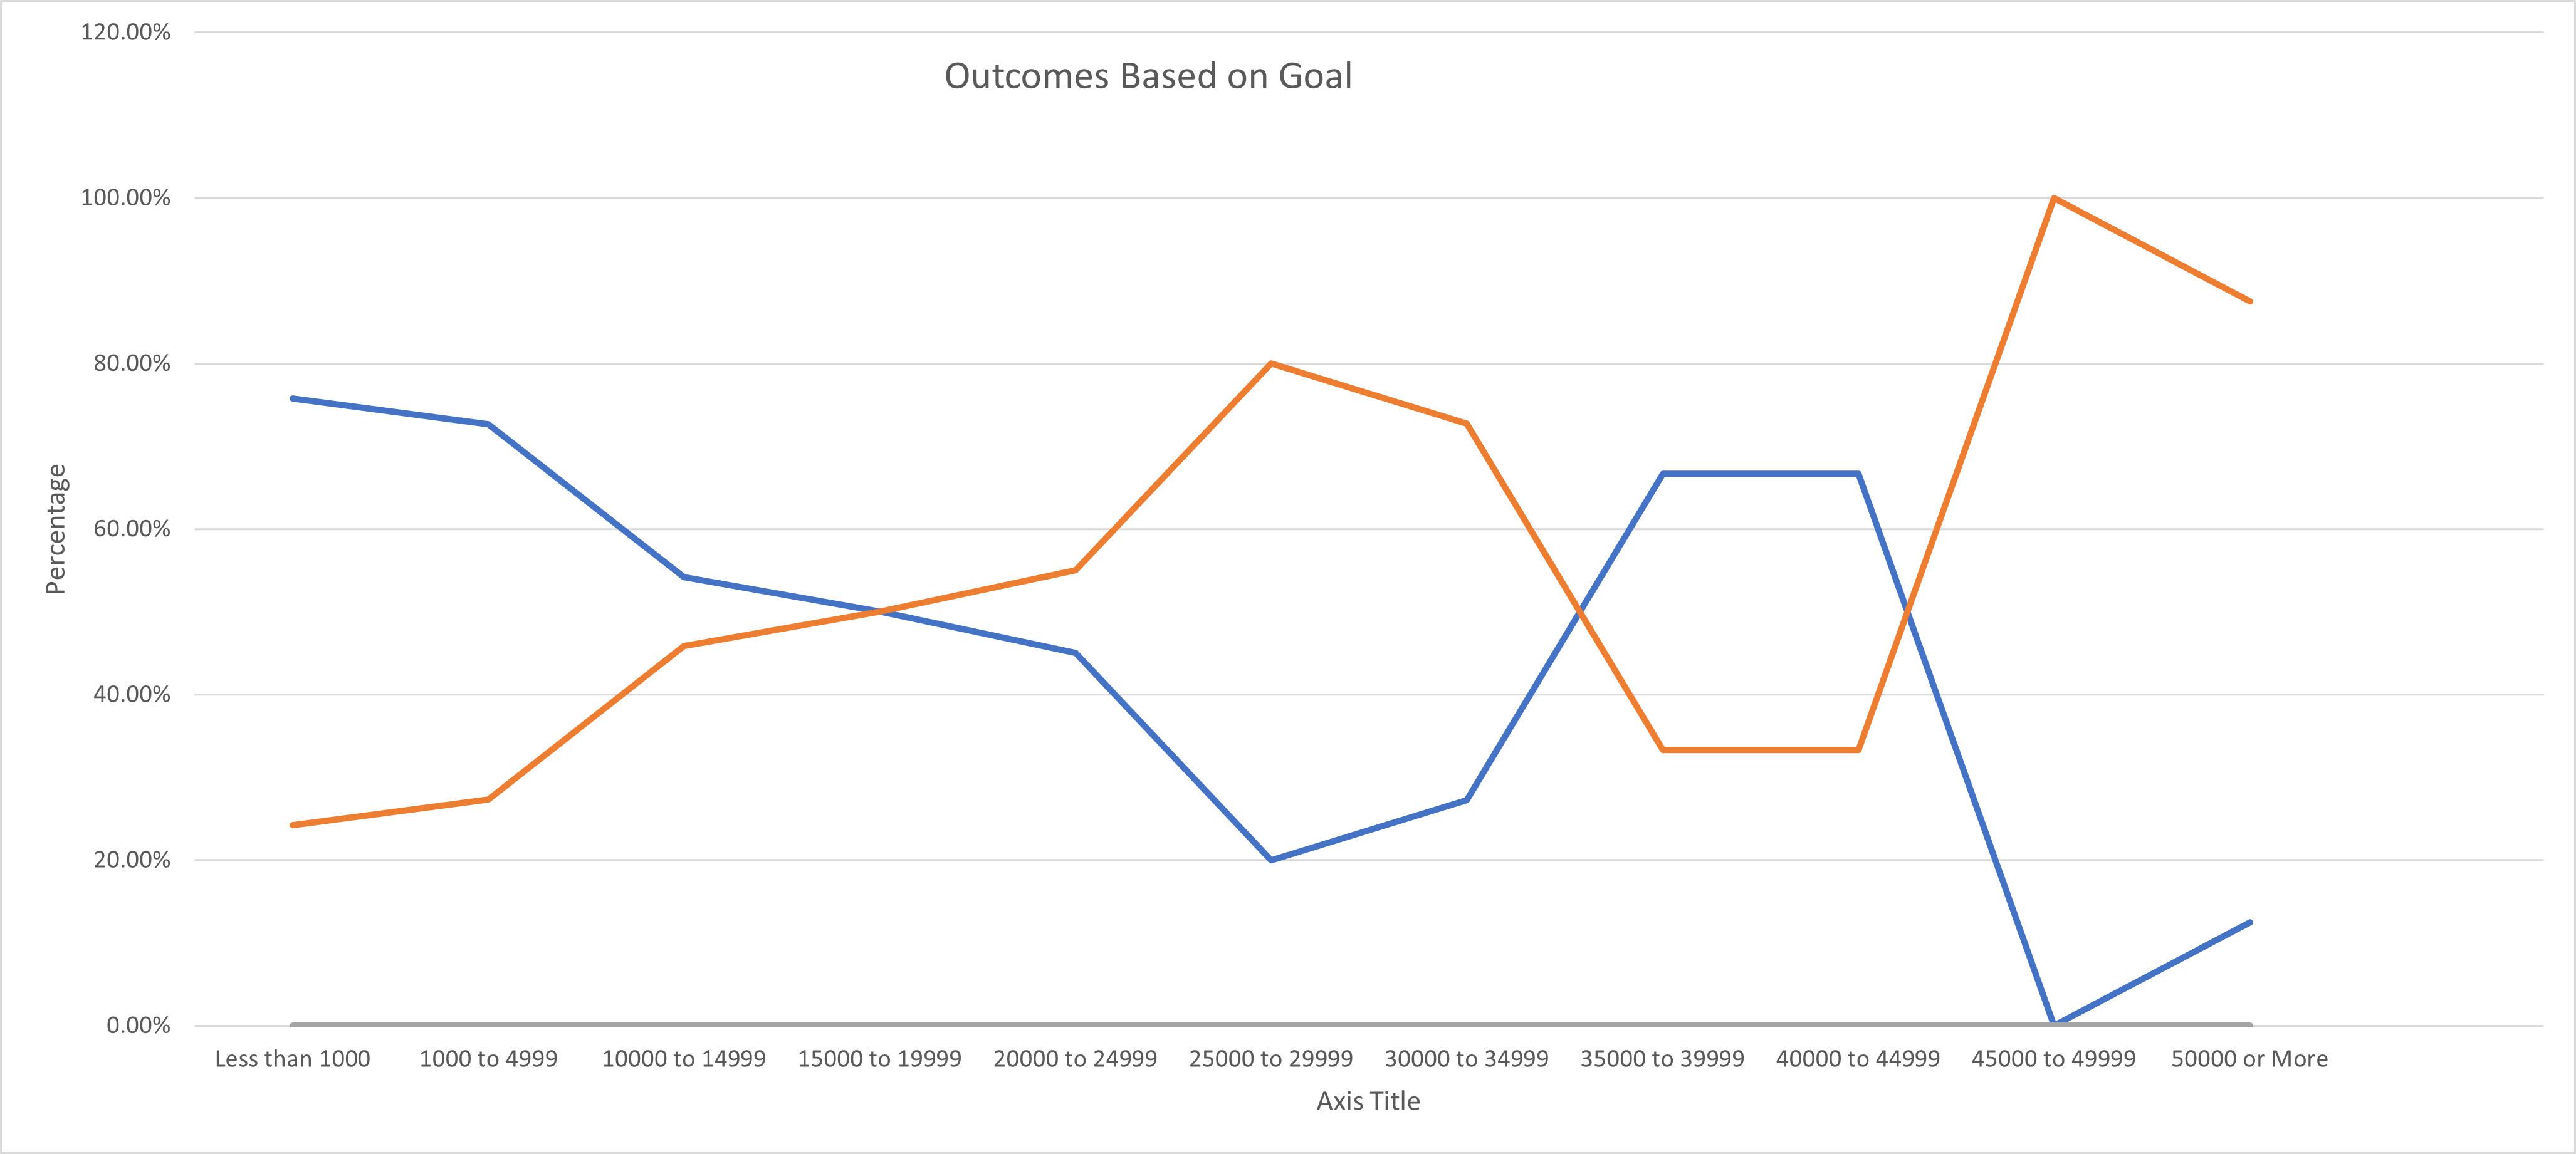 Outcomes Based on Goal
120.00%
100.00%
80.00%
60.00%
40.00%
20.00%
0.00%
Percentage
Less than 1000
1000 to 4999
10000 to 14999
15000 to 19999
20000 to 24999
25000 to 29999
30000 to 34999
35000 to 39999
40000 to 44999
45000 to 49999
50000 or More
Axis Title